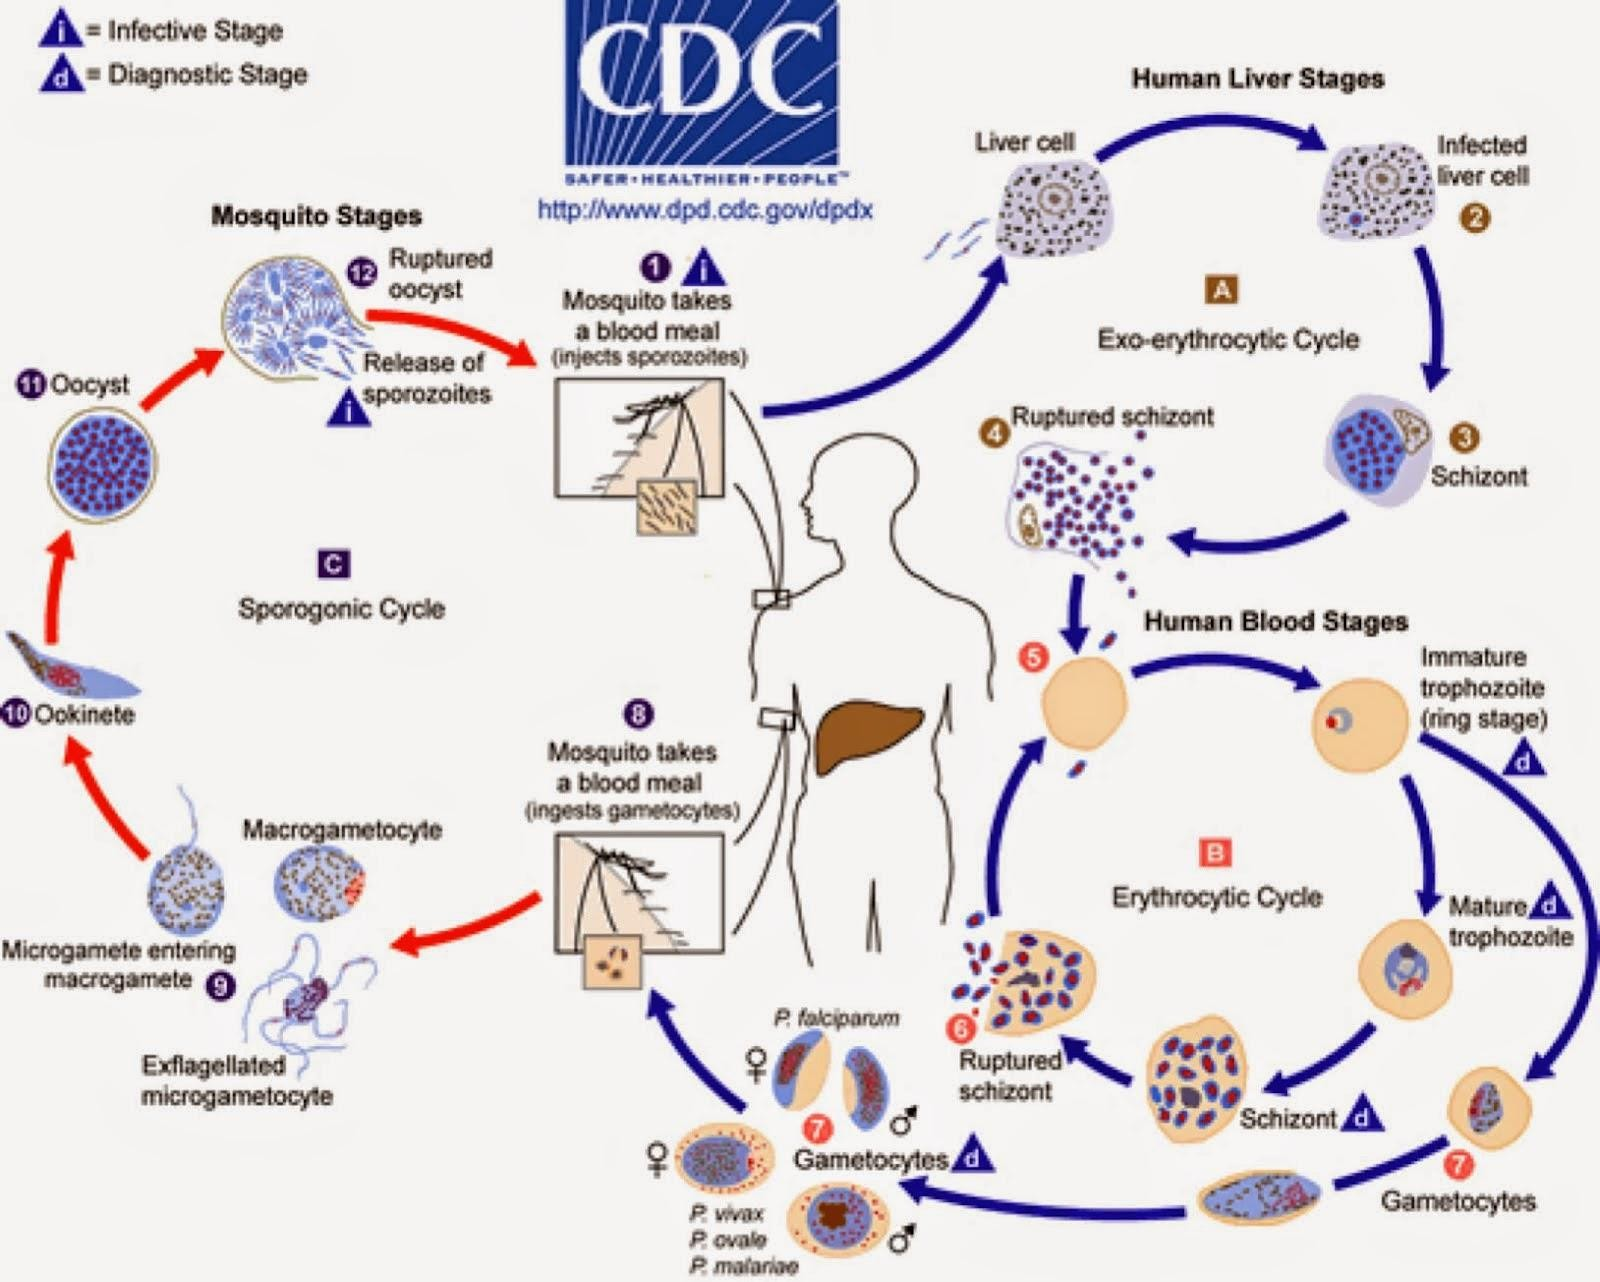 i = Infective Stage
d = Diagnostic Stage
CDC
SAFER • HEALTHIER • PEOPLE™
http://www.dpd.cdc.gov/dpdx
Mosquito Stages
12 Ruptured
oocyst
Release of
sporozoites
i
11 Oocyst
C
Sporogonic Cycle
10 Ookinete
Macrogametocyte
Microgamete entering
macrogamete 9
Exflagellated
microgametocyte
1 i
Mosquito takes
a blood meal
(injects sporozoites)
8
Mosquito takes
a blood meal
(ingests gametocytes)
Human Liver Stages
Liver cell
Infected
liver cell
2
A
Exo-erythrocytic Cycle
3
Schizont
4 Ruptured schizont
Human Blood Stages
5
Immature
trophozoite
(ring stage)
d
B
Erythrocytic Cycle
Mature d
trophozoite
Schizont d
6
Ruptured
schizont
7
Gametocytes
P. falciparum
♀
♂
7
Gametocytes d
♀
♂
P. vivax
P. ovale
P. malariae